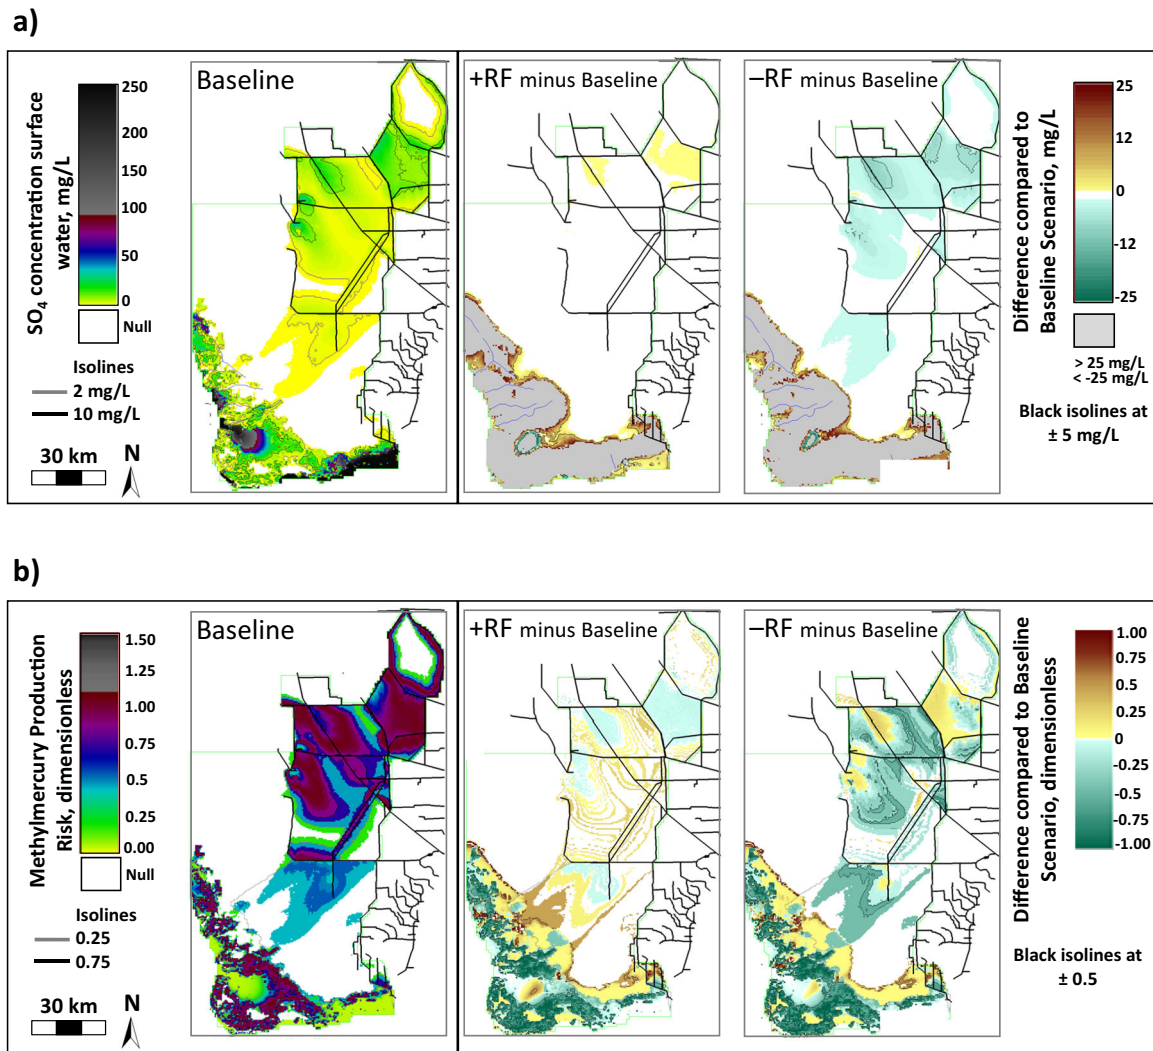 a)
SO4 concentration surface
water, mg/L
250
200
150
100
50
0
Null
Isolines
2 mg/L
10 mg/L
30 km
N
Baseline
+RF minus Baseline
–RF minus Baseline
Difference compared to
Baseline Scenario, mg/L
25
12
0
-12
-25
> 25 mg/L
< -25 mg/L
Black isolines at
± 5 mg/L
b)
Methylmercury Production
Risk, dimensionless
1.50
1.25
1.00
0.75
0.5
0.25
0.00
Null
Isolines
0.25
0.75
30 km
N
Baseline
+RF minus Baseline
–RF minus Baseline
Difference compared to Baseline
Scenario, dimensionless
1.00
0.75
0.5
0.25
0
-0.25
-0.5
-0.75
-1.00
Black isolines at
± 0.5